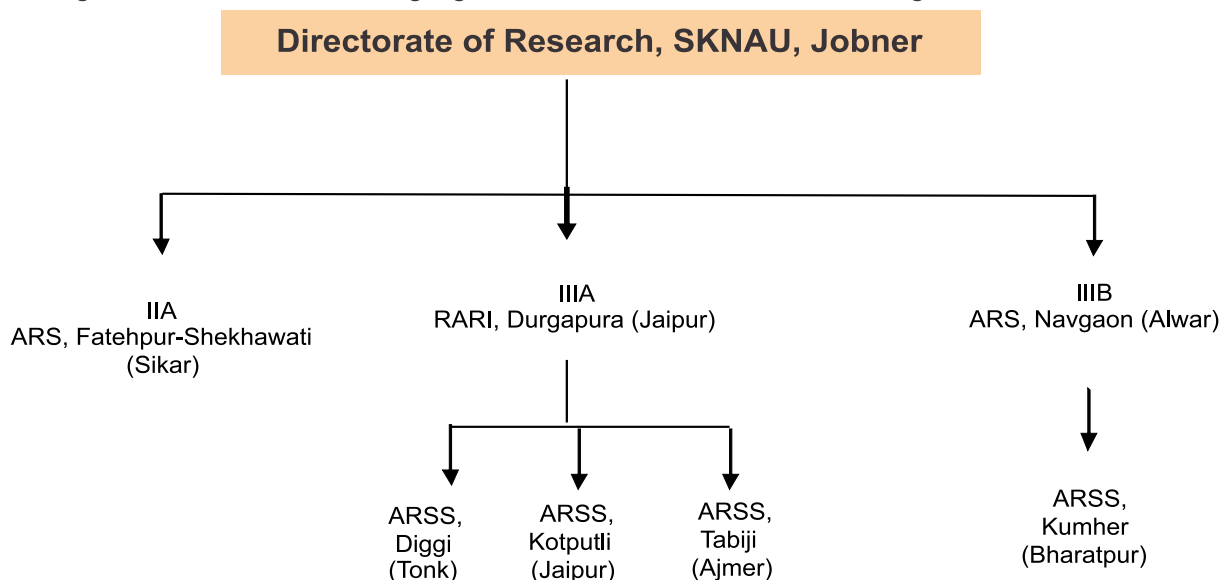 Directorate of Research, SKNAU, Jobner
IIA
ARS, Fatehpur-Shekhawati
(Sikar)
IIIA
RARI, Durgapura (Jaipur)
IIIB
ARS, Navgaon (Alwar)
ARSS,
Diggi
(Tonk)
ARSS,
Kotputli
(Jaipur)
ARSS,
Tabiji
(Ajmer)
ARSS,
Kumher
(Bharatpur)